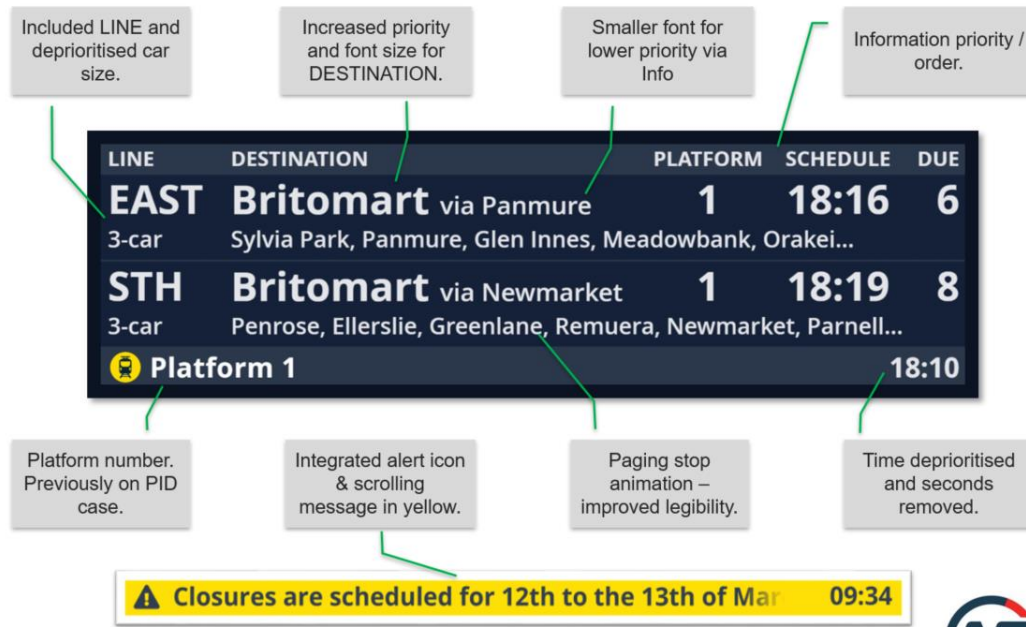 Included LINE and
deprioritised car
size.
Increased priority
and font size for
DESTINATION.
Smaller font for
lower priority via
Info
Information priority /
order.
LINE DESTINATION PLATFORM SCHEDULE DUE
EAST Britomart via Panmure 1 18:16 6
3-car Sylvia Park, Panmure, Glen Innes, Meadowbank, Orakei...
STH Britomart via Newmarket 1 18:19 8
3-car Penrose, Ellerslie, Greenlane, Remuera, Newmarket, Parnell...
Platform 1 18:10
Platform number.
Previously on PID
case.
Integrated alert icon
& scrolling
message in yellow.
Paging stop
animation –
improved legibility.
Time deprioritised
and seconds
removed.
Closures are scheduled for 12th to the 13th of Mar 09:34